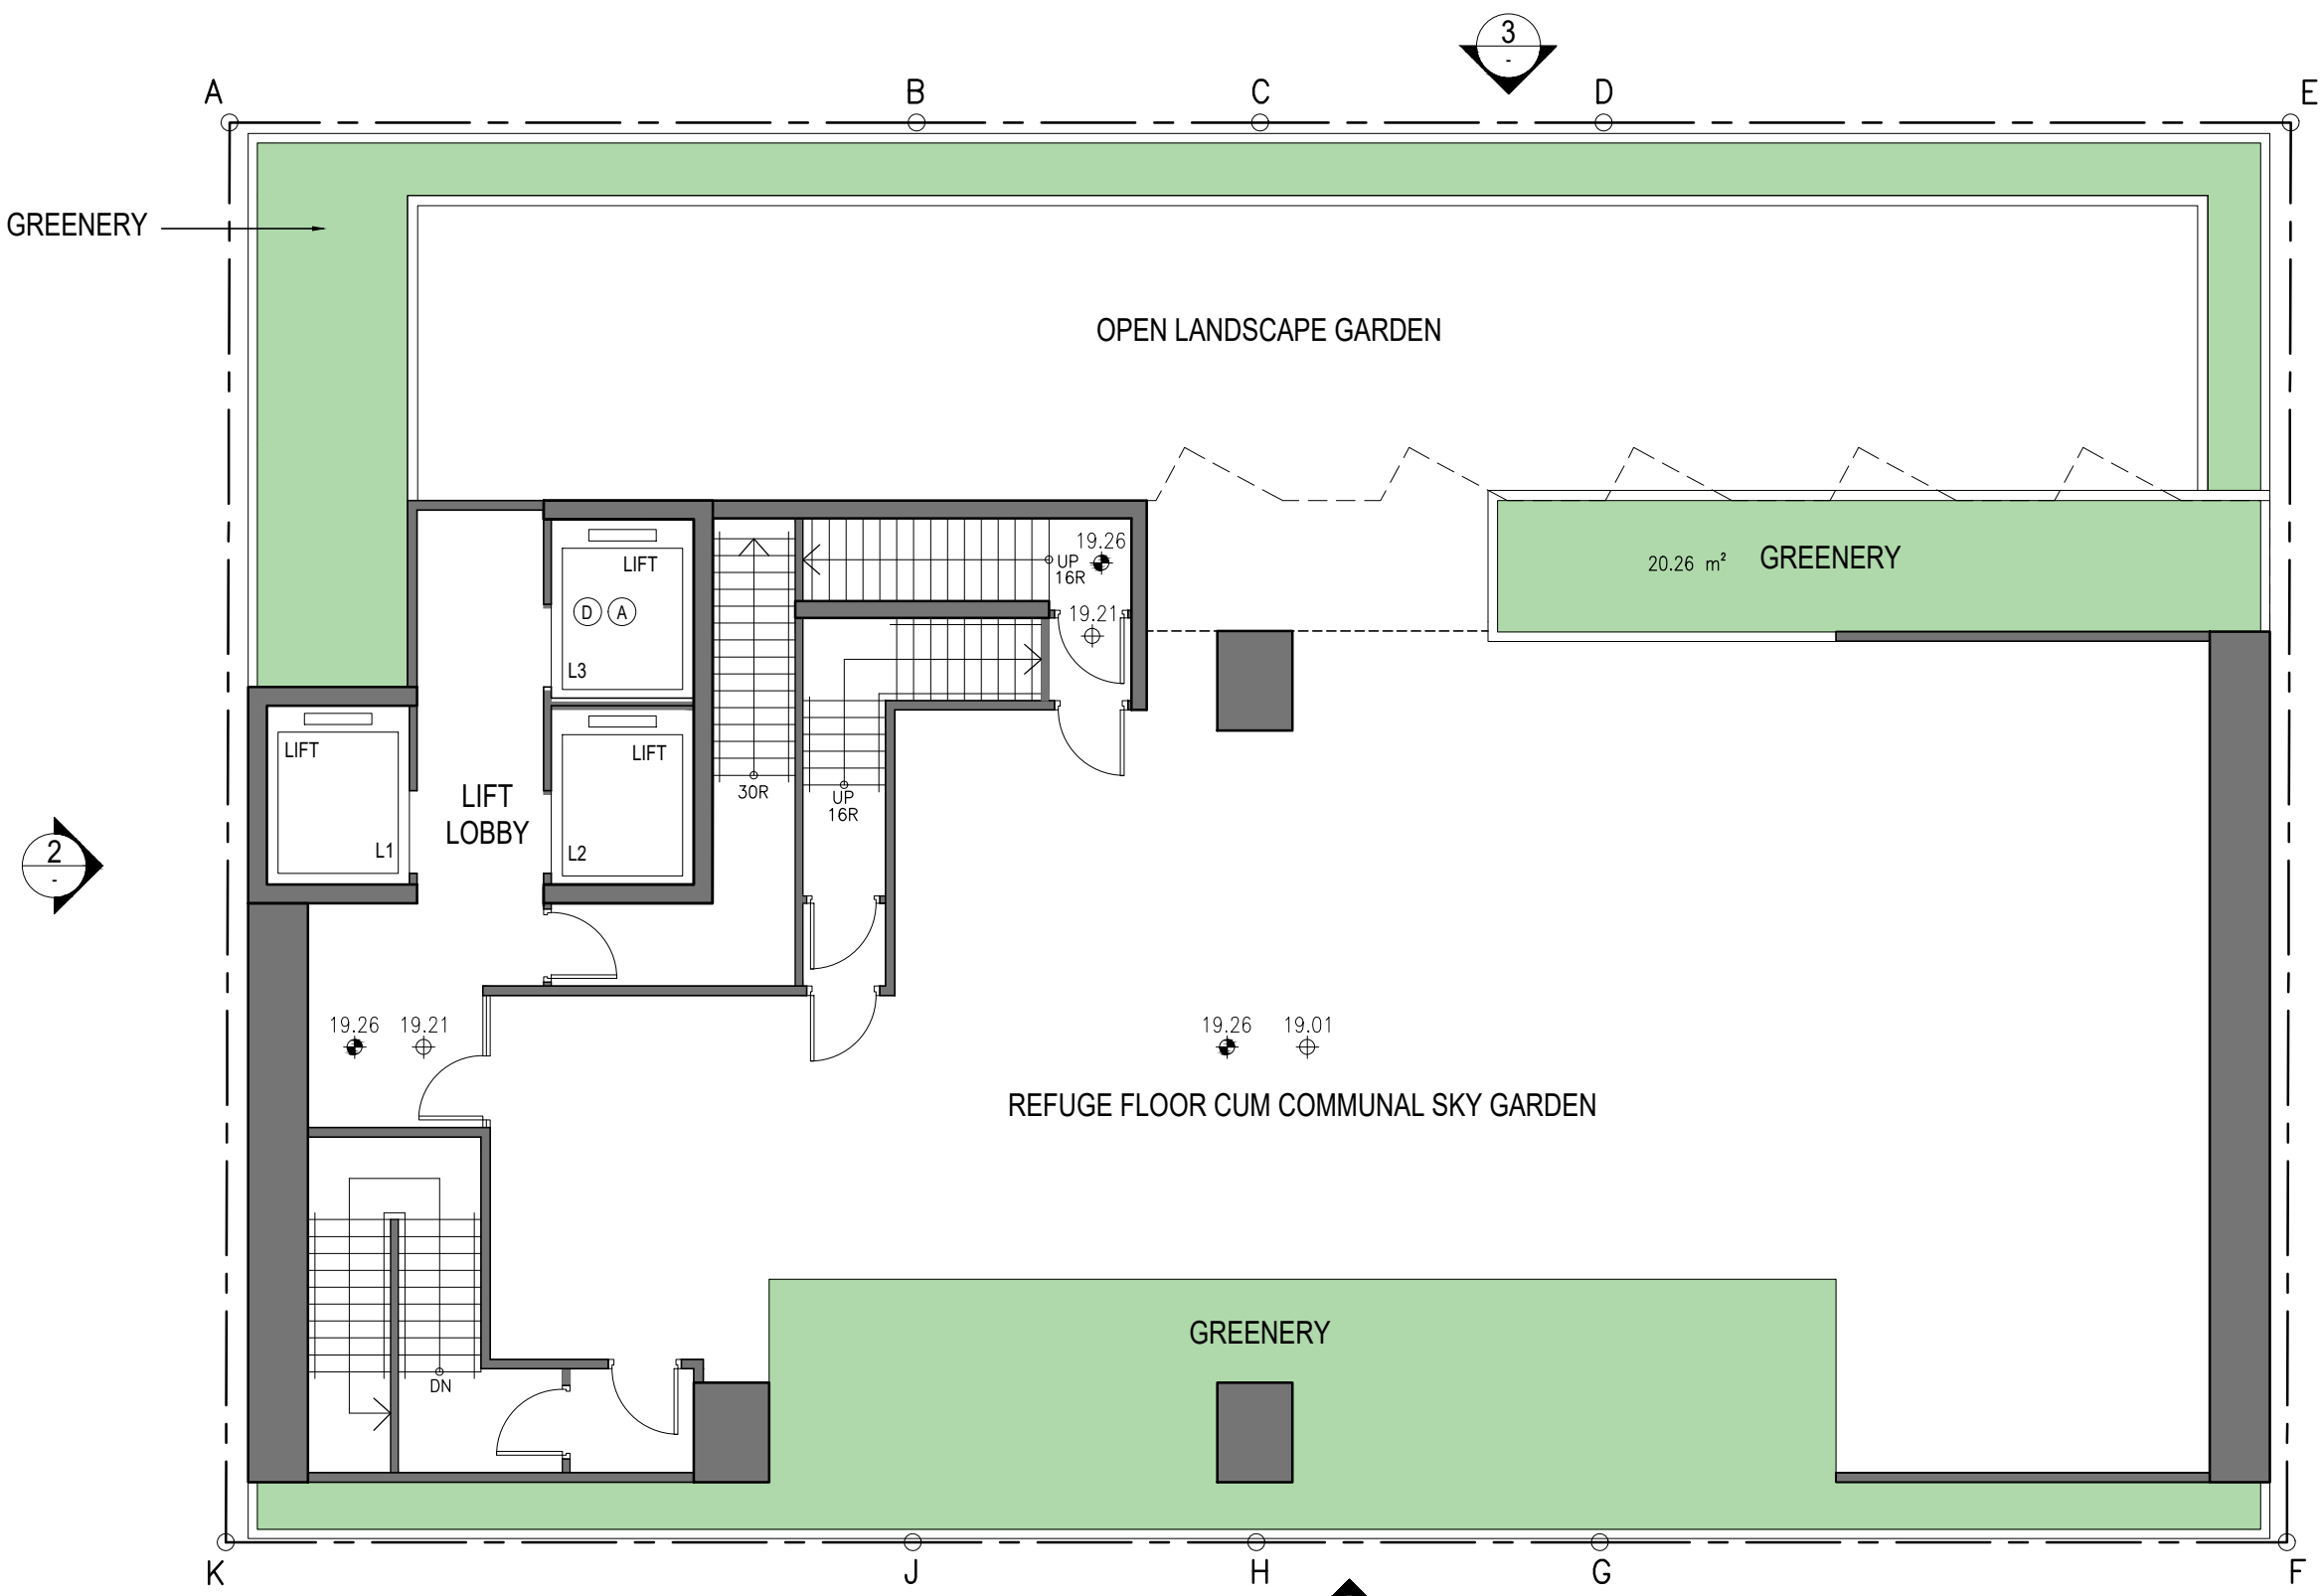 3
-
A
B
C
D
E
GREENERY
OPEN LANDSCAPE GARDEN
19.26
UP
16R
LIFT
20.26 m²
GREENERY
D
A
19.21
L3
LIFT
LIFT
30R
UP
16R
LIFT
LOBBY
L1
L2
2
-
19.26
19.21
19.26
19.01
REFUGE FLOOR CUM COMMUNAL SKY GARDEN
GREENERY
DN
K
J
H
G
F